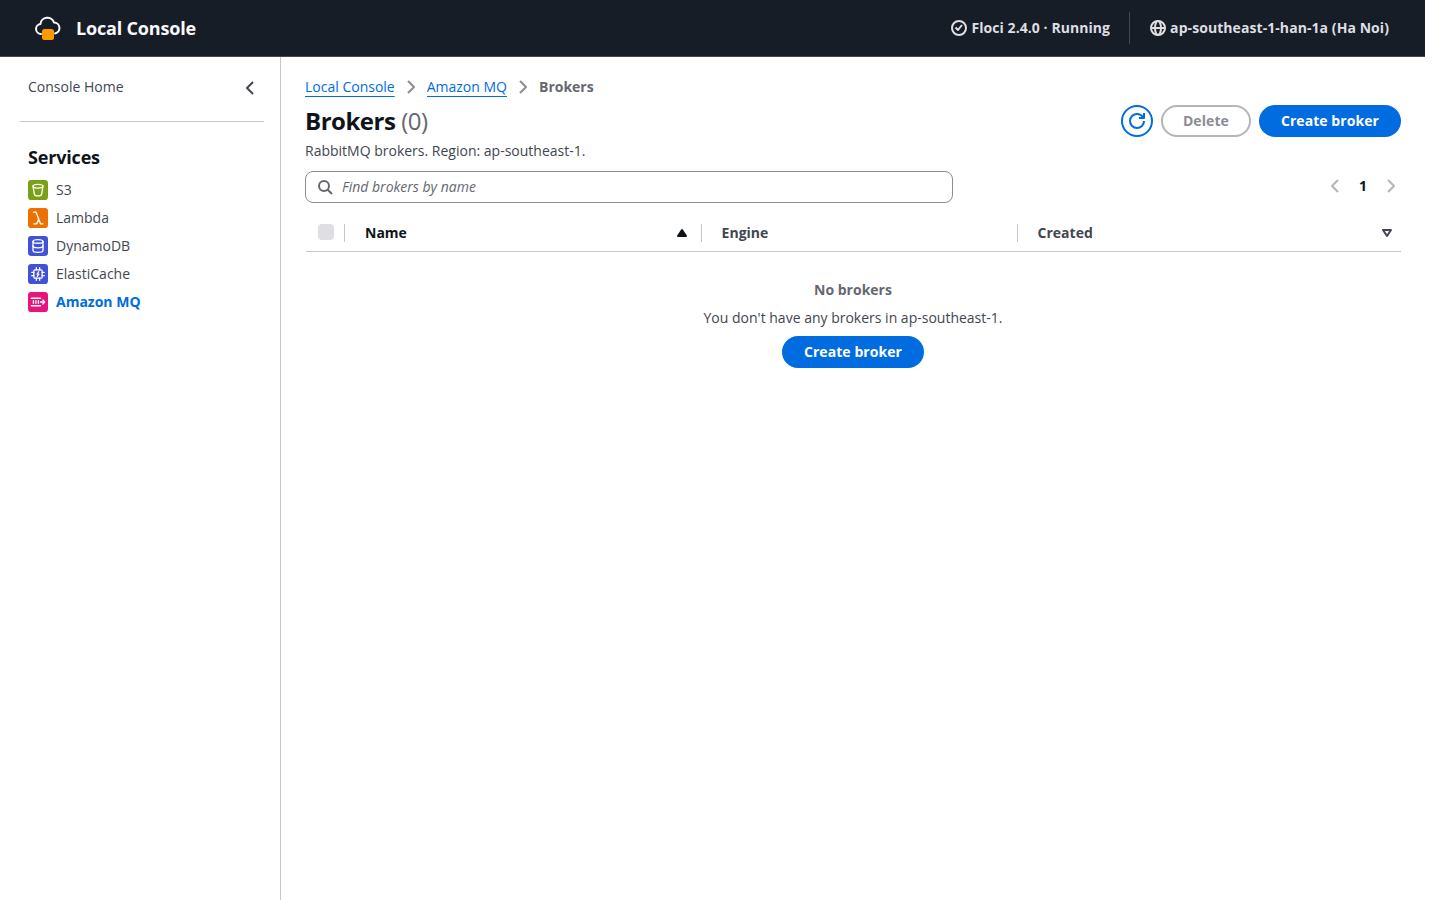 Local Console
Floci 2.4.0 · Running
ap-southeast-1-han-1a (Ha Noi)
Console Home
Services
S3
Lambda
DynamoDB
ElastiCache
Amazon MQ
Local Console
Amazon MQ
Brokers
Brokers (0)
Delete
Create broker
RabbitMQ brokers. Region: ap-southeast-1.
Find brokers by name
1
Name
Engine
Created
No brokers
You don't have any brokers in ap-southeast-1.
Create broker